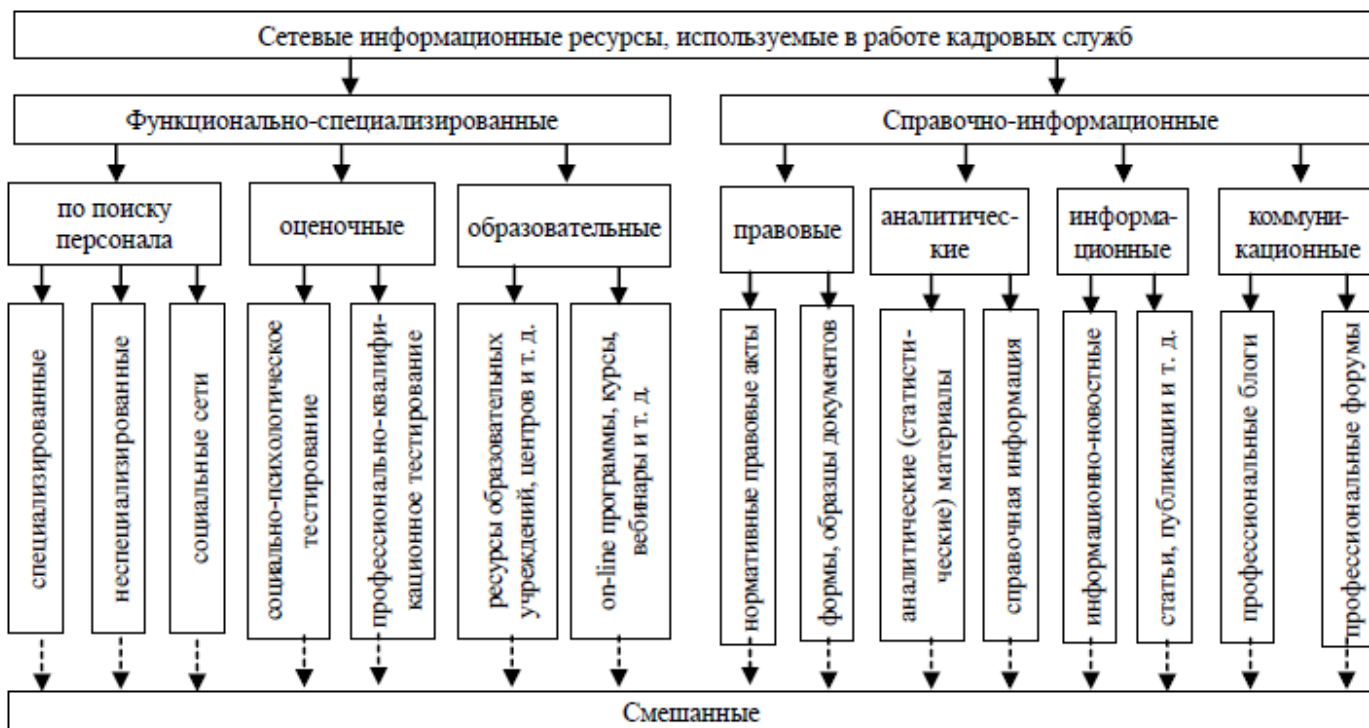 Сетевые информационные ресурсы, используемые в работе кадровых служб
Функционально-специализированные
Справочно-информационные
по поиску
персонала
оценочные
образовательные
правовые
аналитичес-
кие
информа-
ционные
коммуни-
кационные
специализированные
неспециализированные
социальные сети
социально-психологическое
тестирование
профессионально-квалифи-
кационное тестирование
ресурсы образовательных
учреждений, центров и т. д.
on-line программы, курсы,
вебинары и т. д.
нормативные правовые акты
формы, образцы документов
аналитические (статисти-
ческие) материалы
справочная информация
информационно-новостные
статьи, публикации и т. д.
профессиональные блоги
профессиональные форумы
Смешанные